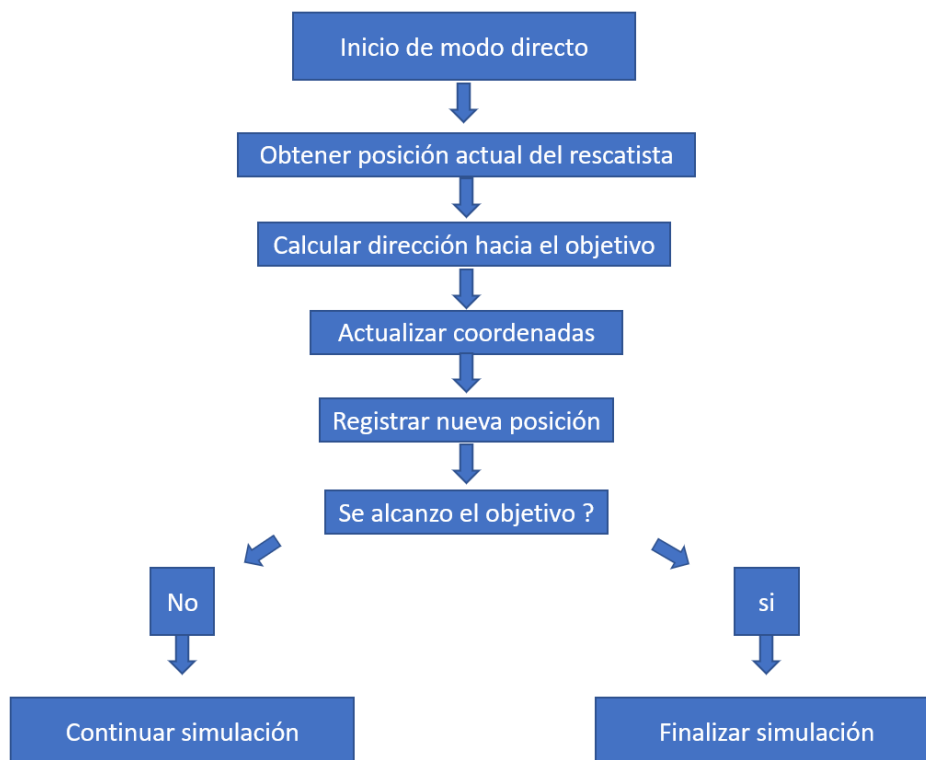 Inicio de modo directo
Obtener posición actual del rescatista
Calcular dirección hacia el objetivo
Actualizar coordenadas
Registrar nueva posición
Se alcanzo el objetivo ?
No
si
Continuar simulación
Finalizar simulación